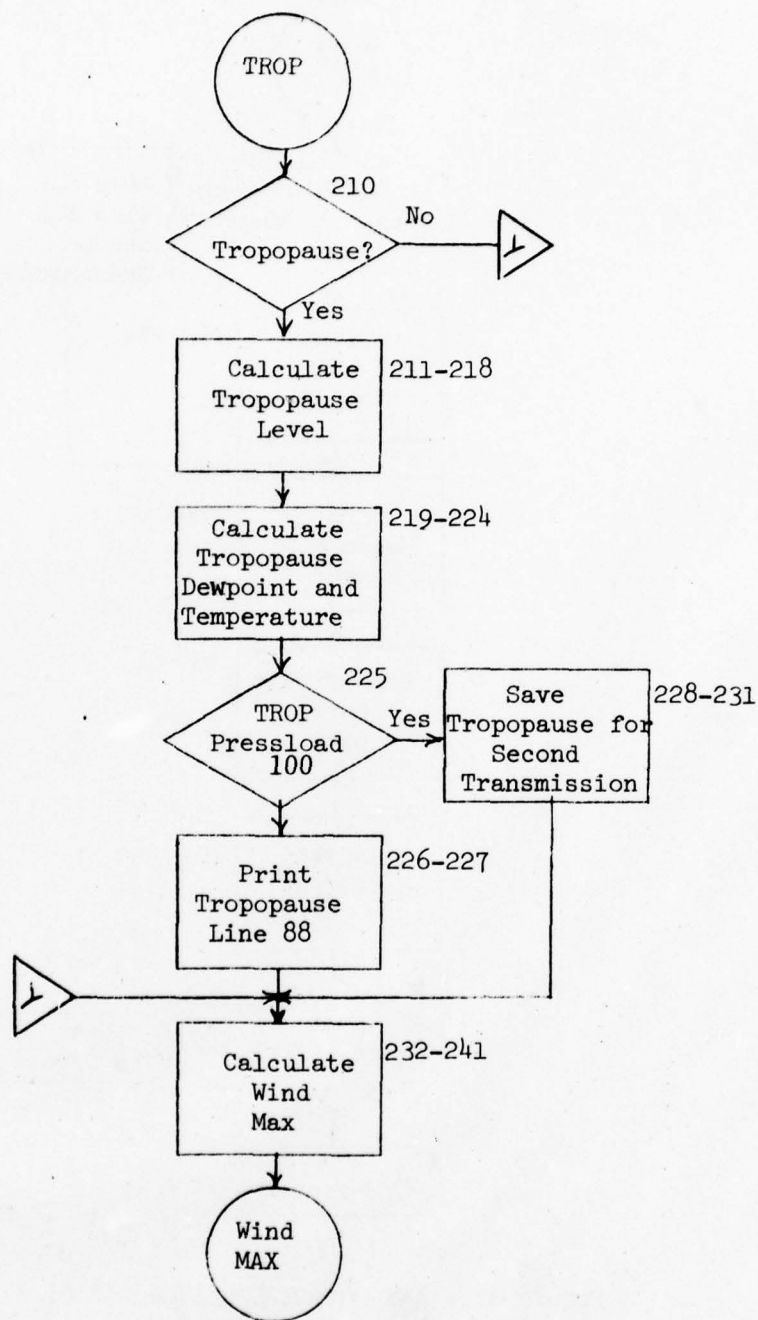 TROP
210
No
Tropopause?
Yes
Calculate
Tropopause
Level
211-218
Calculate
Tropopause
Dewpoint and
Temperature
219-224
225
TROP
Pressload
100
Yes
Save
Tropopause for
Second
Transmission
228-231
Print
Tropopause
Line 88
226-227
Calculate
Wind
Max
232-241
Wind
MAX